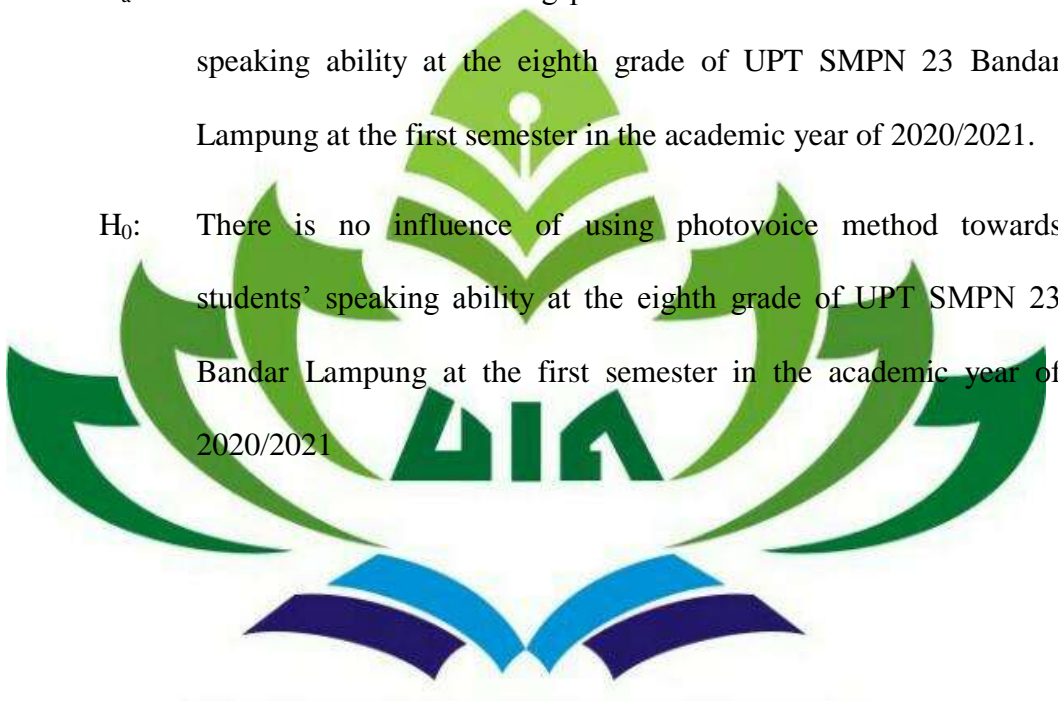 speaking ability at the eighth grade of UPT SMPN 23 Bandar
Lampung at the first semester in the academic year of 2020/2021.
H₀: There is no influence of using photovoice method towards
students’ speaking ability at the eighth grade of UPT SMPN 23
Bandar Lampung at the first semester in the academic year of
2020/2021
UIN